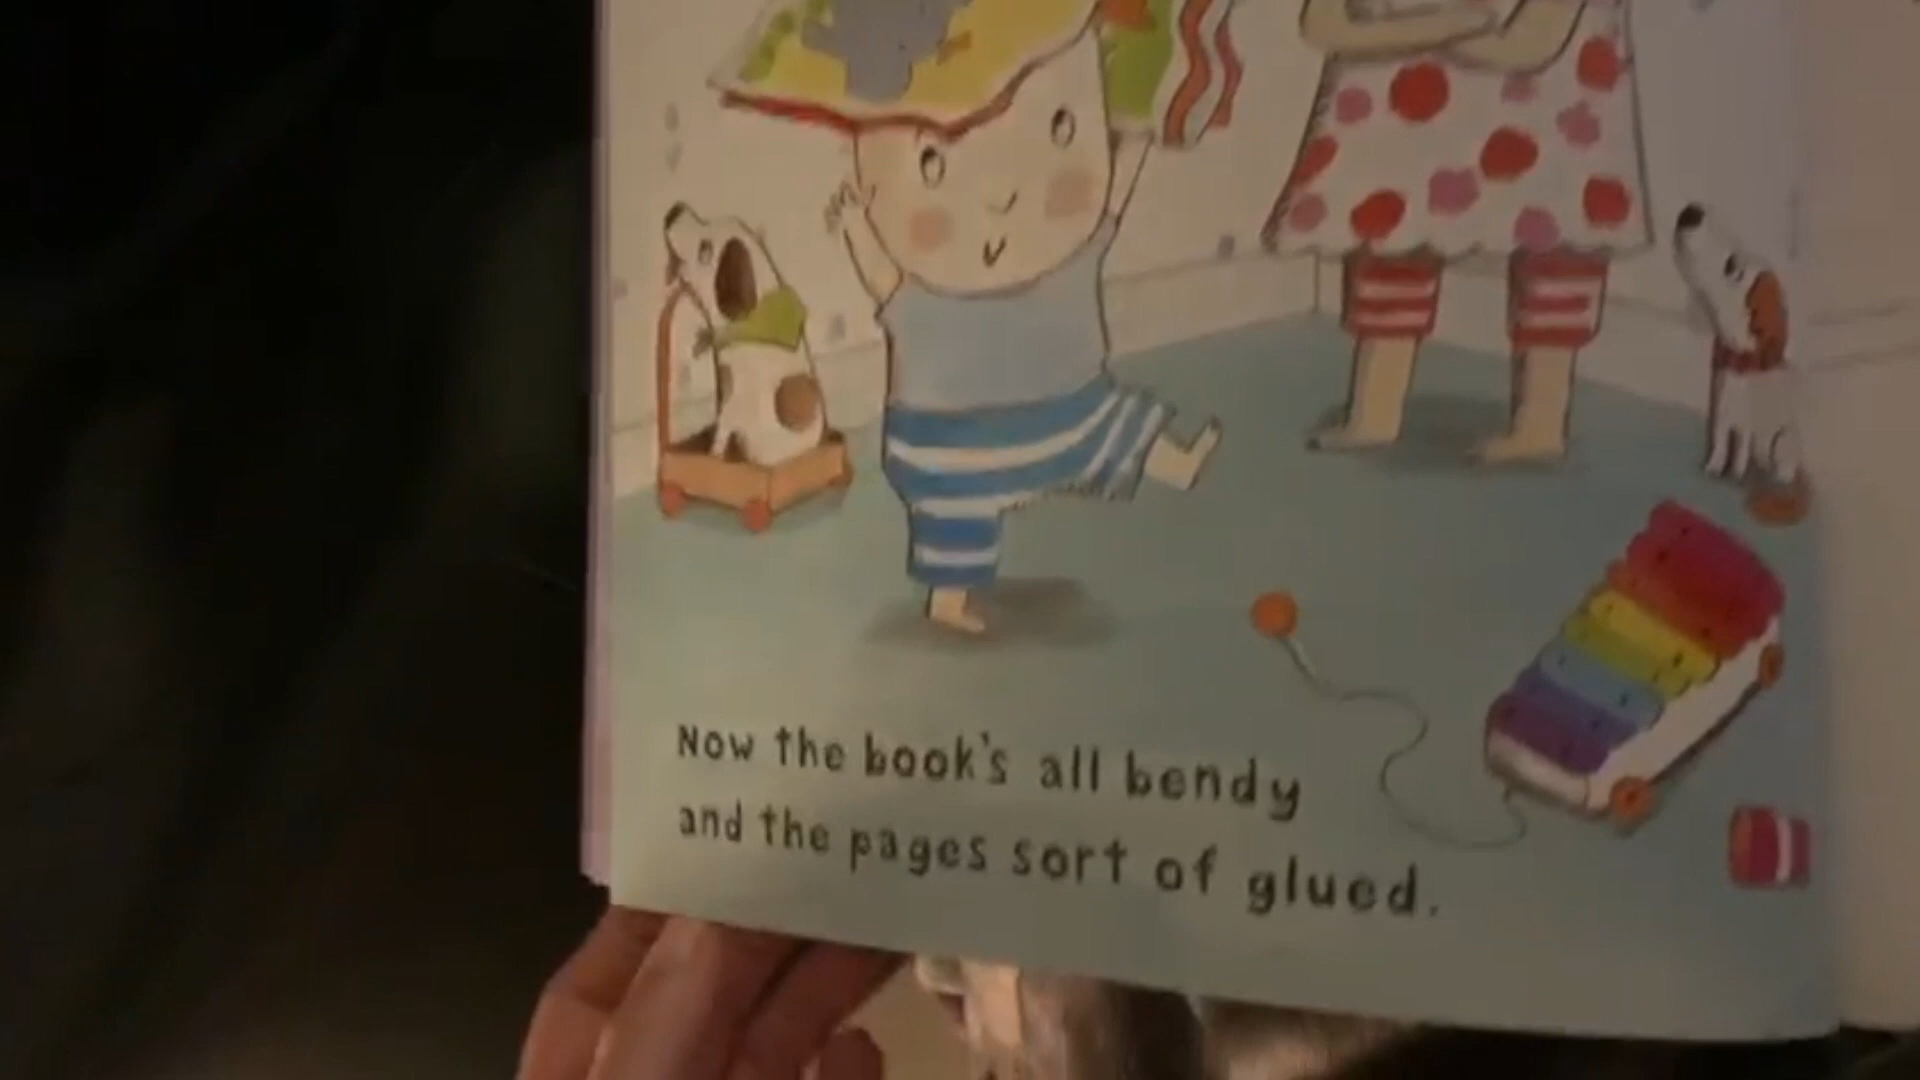 Now the book's all bendy
and the pages sort of glued.